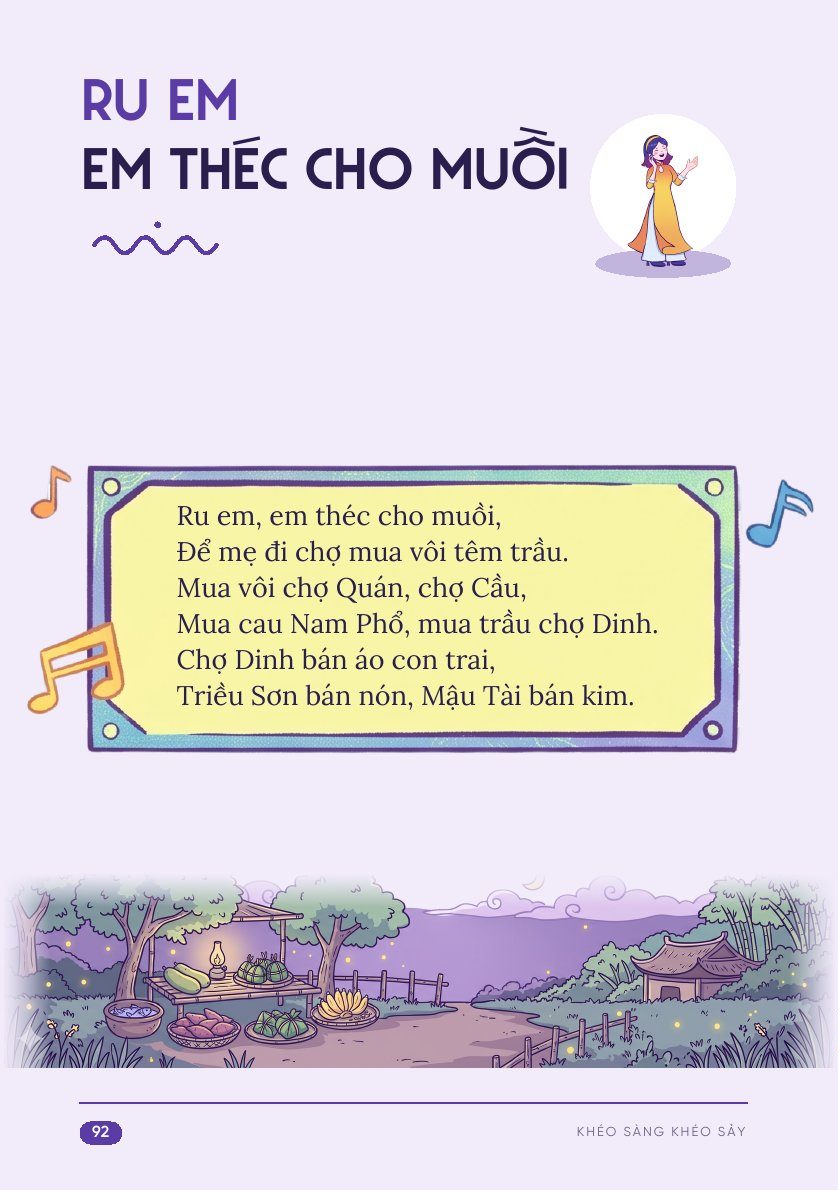 RU EM
EM THÉC CHO MUỒI
Ru em, em théc cho muồi,
Để mẹ đi chợ mua vôi têm trầu.
Mua vôi chợ Quán, chợ Cầu,
Mua cau Nam Phổ, mua trầu chợ Dinh.
Chợ Dinh bán áo con trai,
Triều Sơn bán nón, Mậu Tài bán kim.
92
KHÉO SÀNG KHÉO SẢY